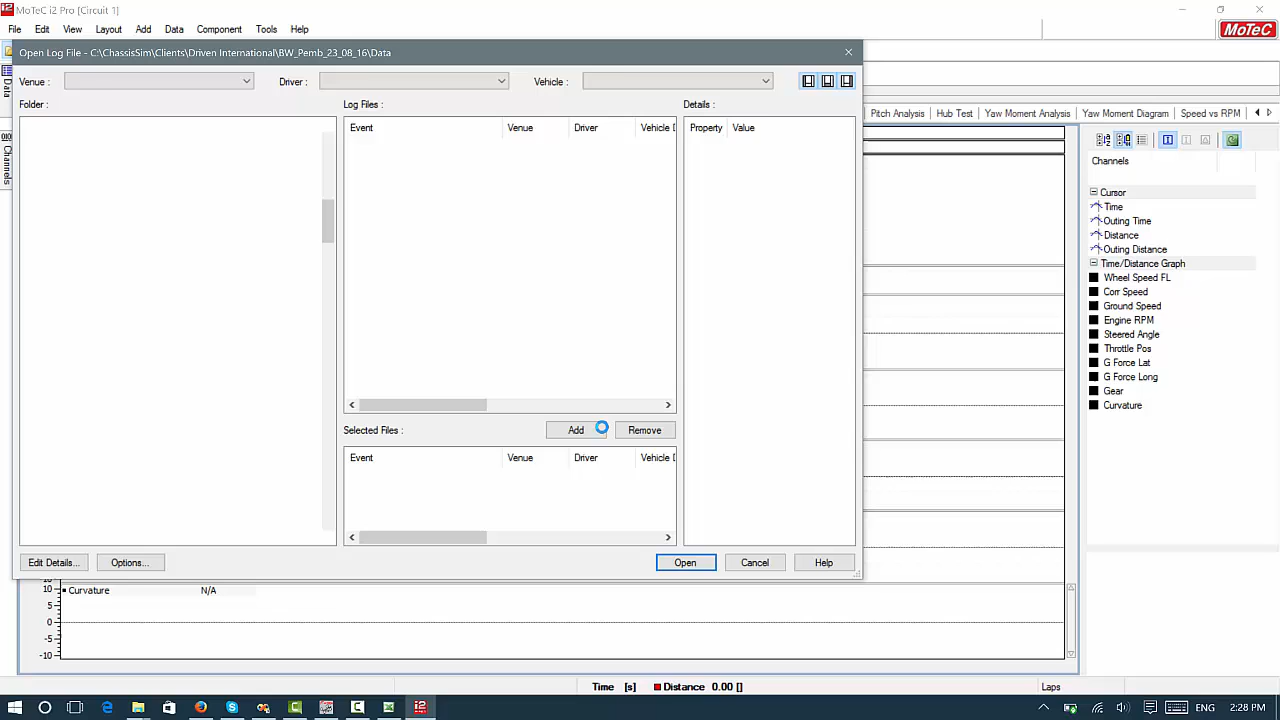 MoTeC i2 Pro [Circuit 1]
File Edit View Layout Add Data Tools Component Help
MoTeC
Open Log File - C:\ChassisSim\Clients\Driven International\BW_Pemb_23_08_16\Data
Venue : Driver : Vehicle :
Folder : Log Files : Details :
Event Venue Driver Vehicle D
Property Value
Selected Files : Add Remove
Event Venue Driver Vehicle D
Edit Details... Options... Open Cancel Help
Data
Channels
Pitch Analysis Hub Test Yaw Moment Analysis Yaw Moment Diagram Speed vs RPM
Channels
Cursor
Time
Outing Time
Distance
Outing Distance
Time/Distance Graph
Wheel Speed FL
Corr Speed
Ground Speed
Engine RPM
Steered Angle
Throttle Pos
G Force Lat
G Force Long
Gear
Curvature
10 Curvature N/A
5
0
-5
-10
Time [s] Distance 0.00 [] Laps
ENG 2:28 PM